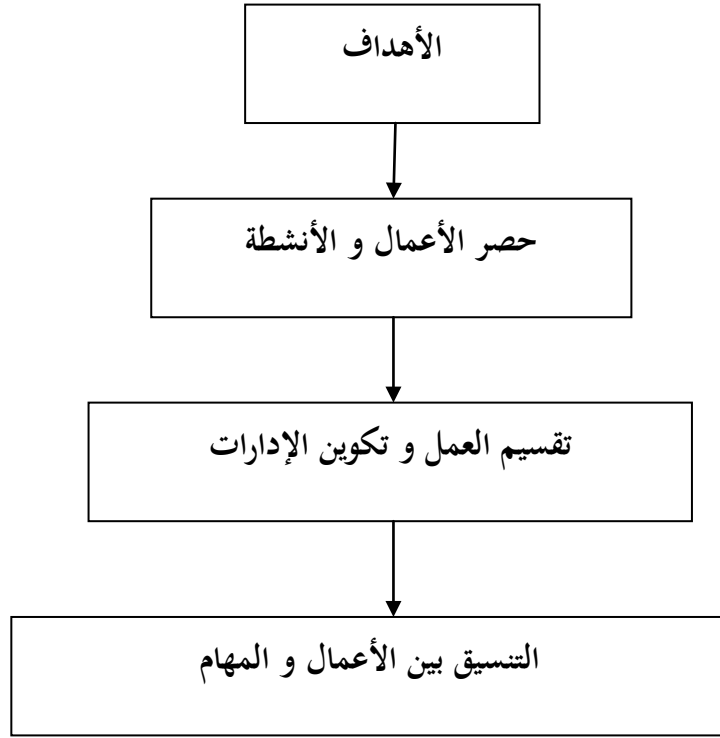 الأهداف
حصر الأعمال و الأنشطة
تقسيم العمل و تكوين الإدارات
التنسيق بين الأعمال و المهام